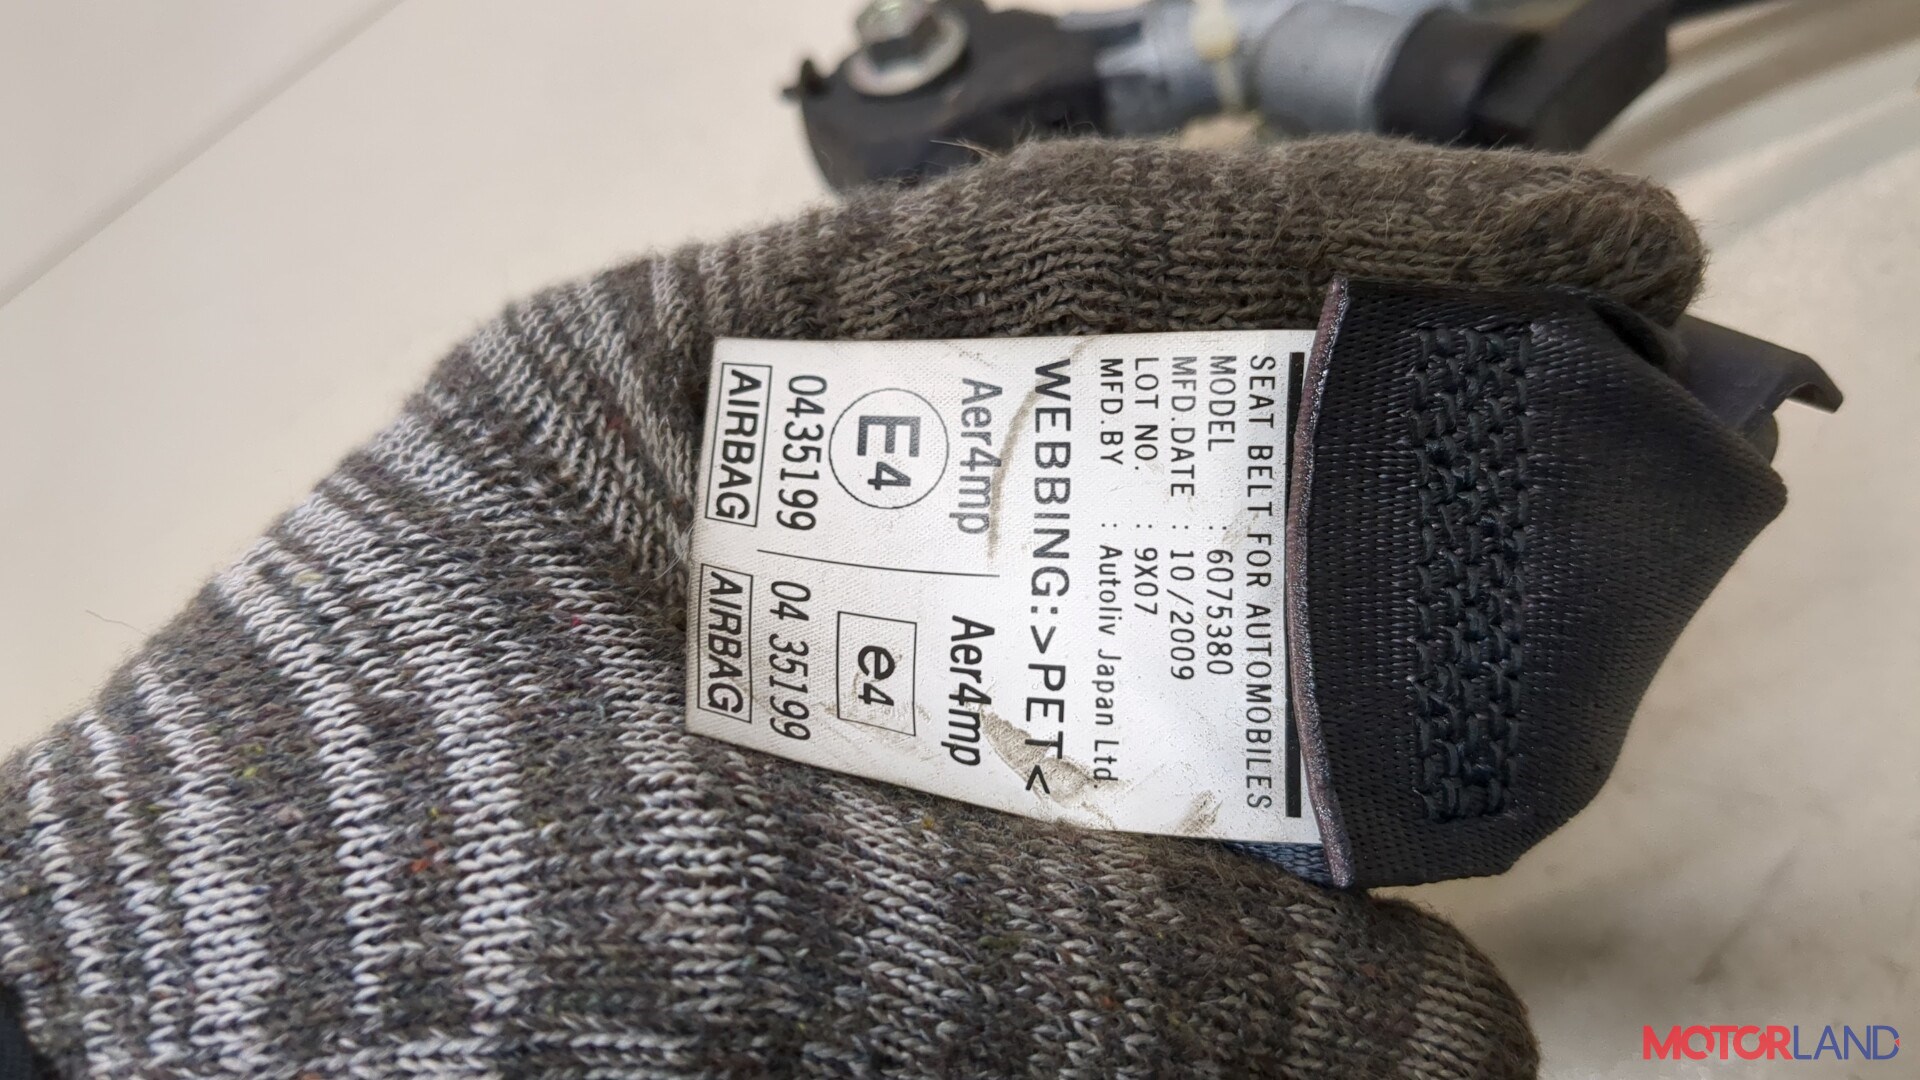 SEAT BELT FOR AUTOMOBILES
MODEL : 6075380
MFD.DATE : 10/2009
LOT NO. : 9X07
MFD.BY : Autoliv Japan Ltd.
WEBBING:>PET<
Aer4mp Aer4mp
E4 e4
0435199 04 35199
AIRBAG AIRBAG
MOTORLAND